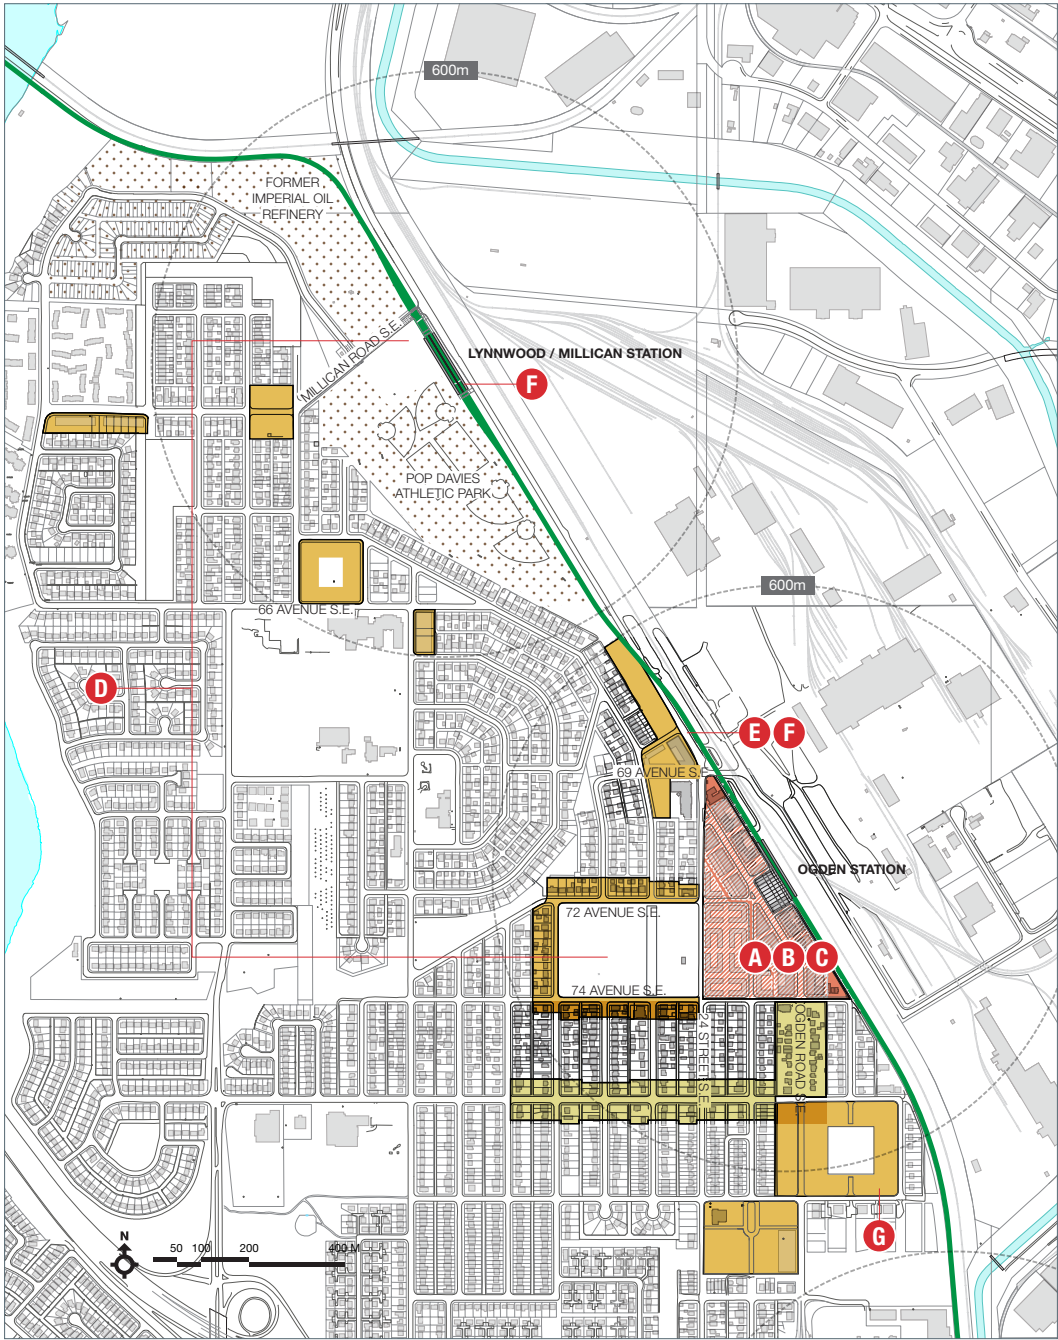 600m
FORMER
IMPERIAL OIL
REFINERY
MILLICAN ROAD S.E.
LYNNWOOD / MILLICAN STATION
F
POP DAVIES
ATHLETIC PARK
600m
66 AVENUE S.E.
D
E F
69 AVENUE S.E.
OGDEN STATION
72 AVENUE S.E.
A B C
74 AVENUE S.E.
24 STREET S.E.
OGDEN ROAD S.E.
G
N
50 100 200 400 M